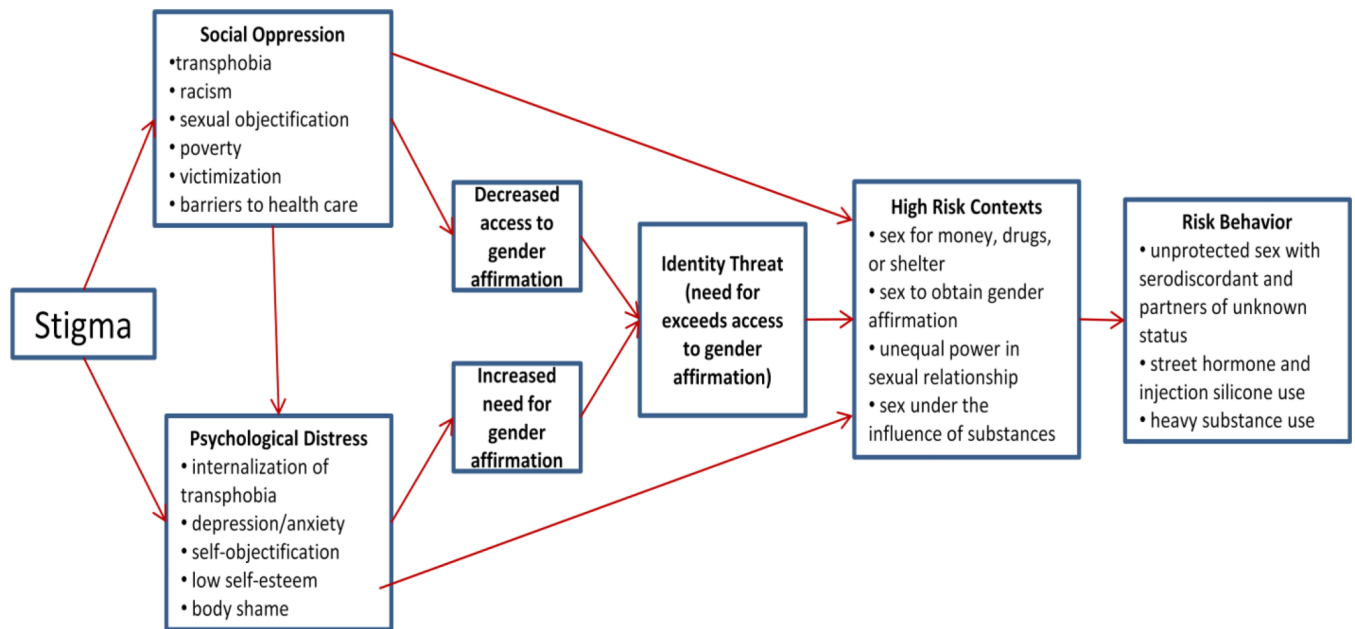 Social Oppression
•transphobia
• racism
• sexual objectification
• poverty
• victimization
• barriers to health care
Stigma
Psychological Distress
• internalization of
transphobia
• depression/anxiety
• self-objectification
• low self-esteem
• body shame
Decreased
access to
gender
affirmation
Increased
need for
gender
affirmation
Identity Threat
(need for
exceeds access
to gender
affirmation)
High Risk Contexts
• sex for money, drugs,
or shelter
• sex to obtain gender
affirmation
• unequal power in
sexual relationship
• sex under the
influence of substances
Risk Behavior
• unprotected sex with
serodiscordant and
partners of unknown
status
• street hormone and
injection silicone use
• heavy substance use